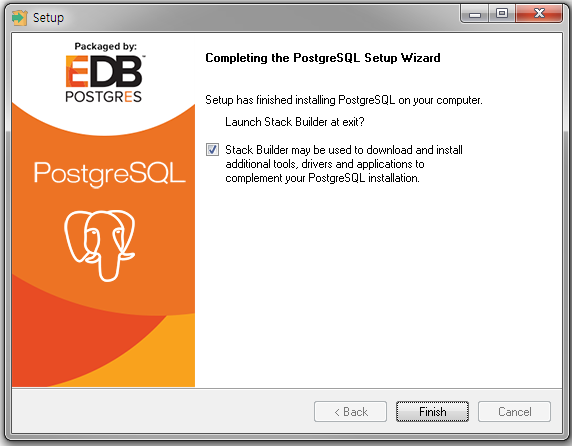 Setup
Packaged by:
EDB™
POSTGRES
PostgreSQL
Completing the PostgreSQL Setup Wizard
Setup has finished installing PostgreSQL on your computer.
Launch Stack Builder at exit?
Stack Builder may be used to download and install
additional tools, drivers and applications to
complement your PostgreSQL installation.
< Back
Finish
Cancel